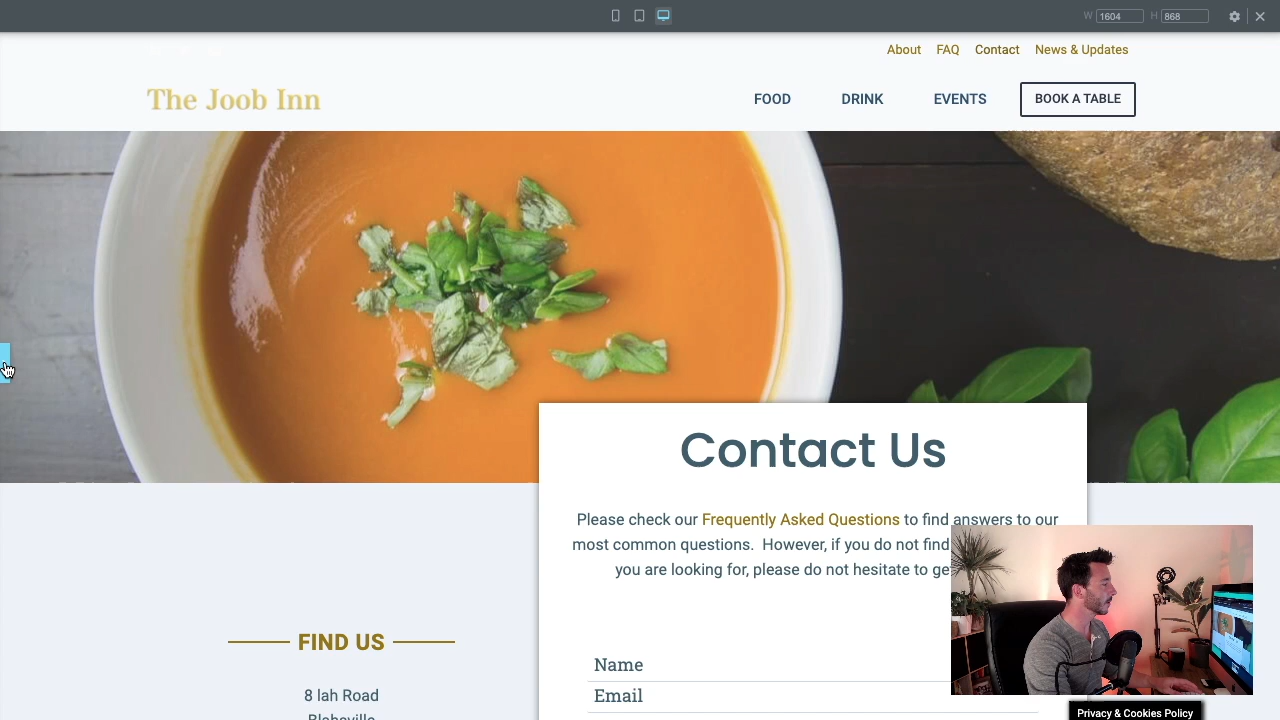 W 1604 H 868
About FAQ Contact News & Updates
The Joob Inn
FOOD DRINK EVENTS BOOK A TABLE
Contact Us
Please check our Frequently Asked Questions to find answers to our
most common questions. However, if you do not find
you are looking for, please do not hesitate to
FIND US
Name
8 lah Road
Email
Blahsville
Privacy & Cookies Policy